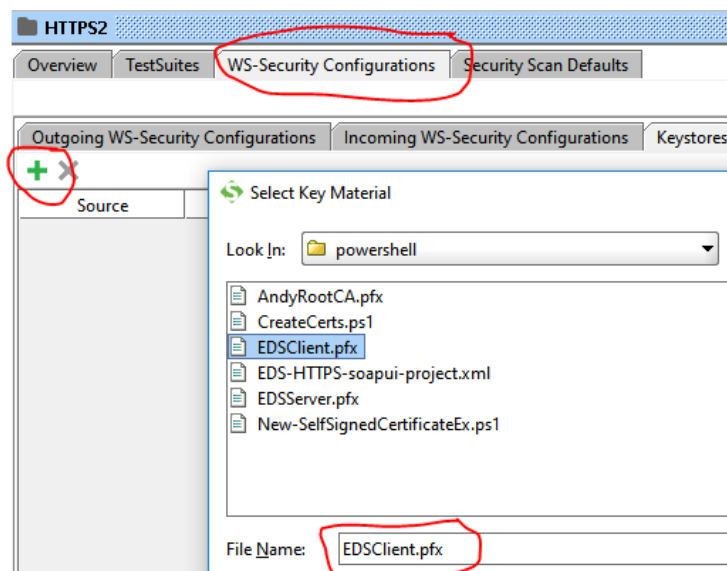 HTTPS2
Overview TestSuites WS-Security Configurations Security Scan Defaults
Outgoing WS-Security Configurations Incoming WS-Security Configurations Keystores
Source
Select Key Material
Look In: powershell
AndyRootCA.pfx
CreateCerts.ps1
EDSClient.pfx
EDS-HTTPS-soapui-project.xml
EDSServer.pfx
New-SelfSignedCertificateEx.ps1
File Name: EDSClient.pfx